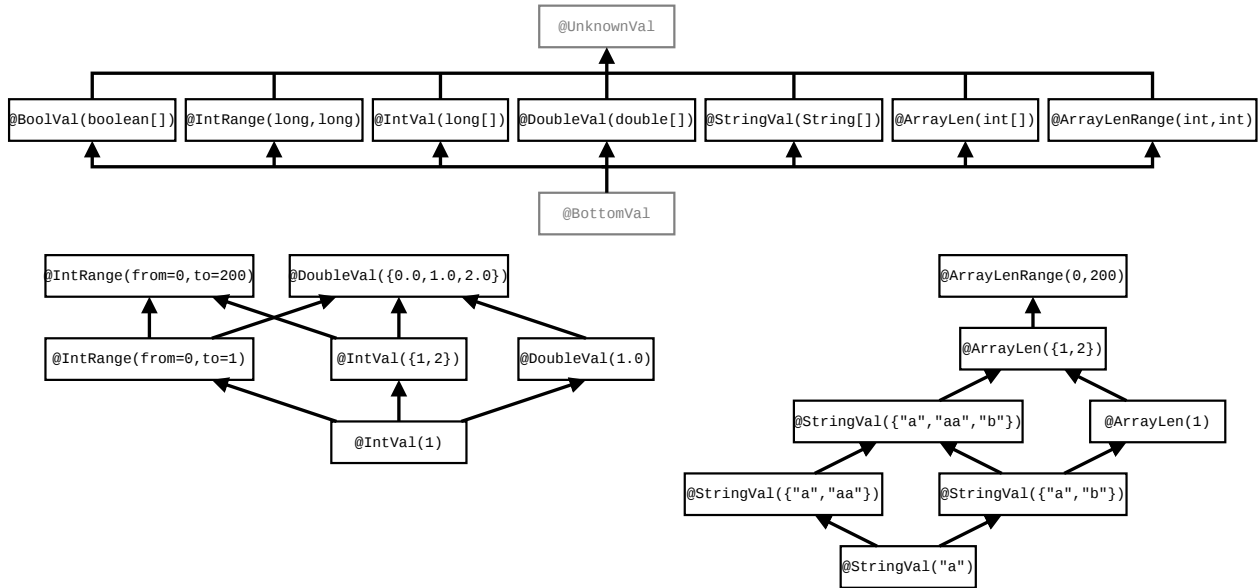 @UnknownVal
@BoolVal(boolean[])
@IntRange(long,long)
@IntVal(long[])
@DoubleVal(double[])
@StringVal(String[])
@ArrayLen(int[])
@ArrayLenRange(int,int)
@BottomVal
@IntRange(from=0,to=200)
@DoubleVal({0.0,1.0,2.0})
@IntRange(from=0,to=1)
@IntVal({1,2})
@DoubleVal(1.0)
@IntVal(1)
@ArrayLenRange(0,200)
@ArrayLen({1,2})
@StringVal({"a","aa","b"})
@ArrayLen(1)
@StringVal({"a","aa"})
@StringVal({"a","b"})
@StringVal("a")